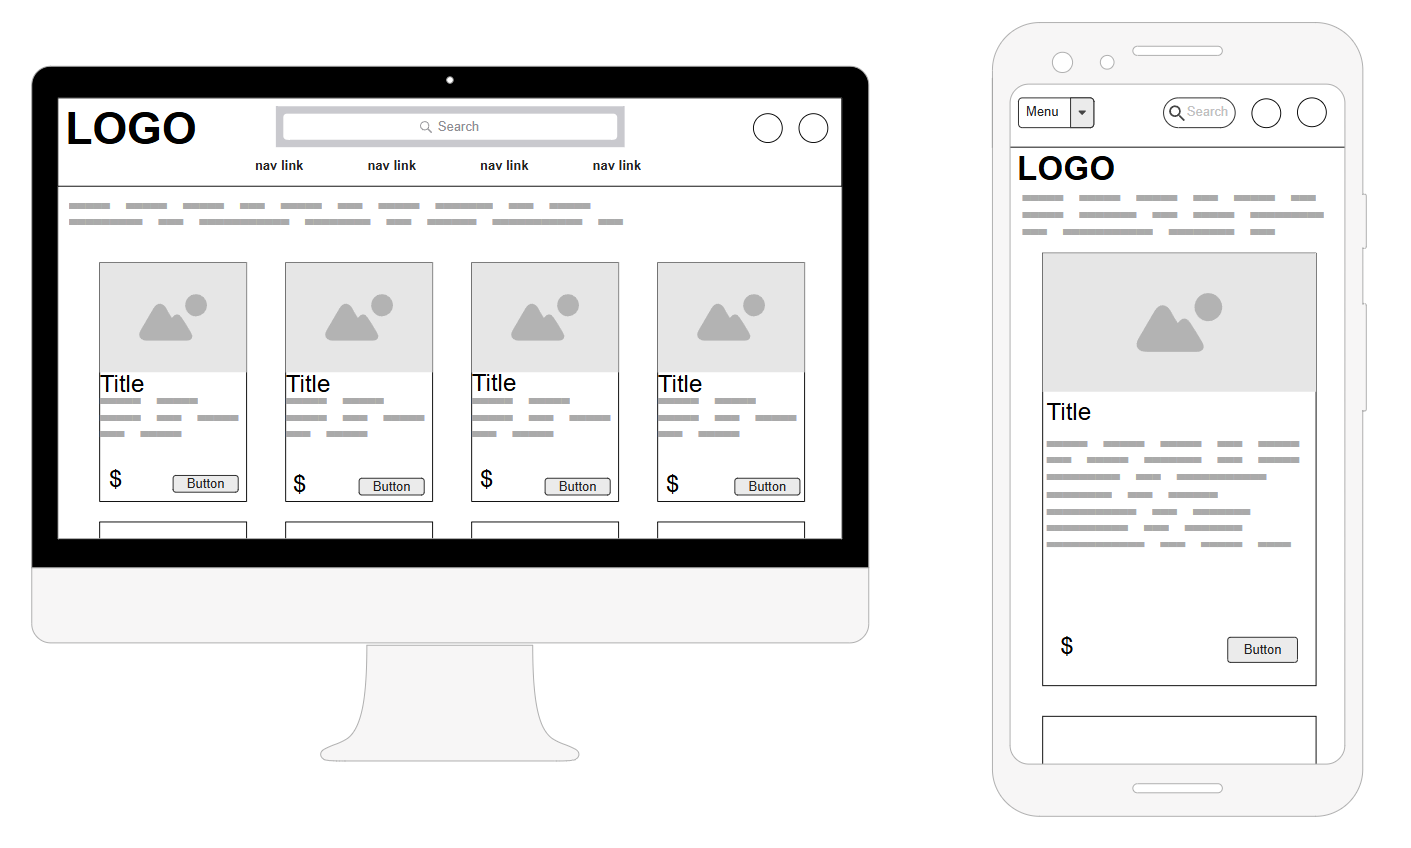 LOGO
Search
nav link nav link nav link nav link
Title Title Title Title
$ Button $ Button $ Button $ Button
Menu Search
LOGO
Title
$ Button